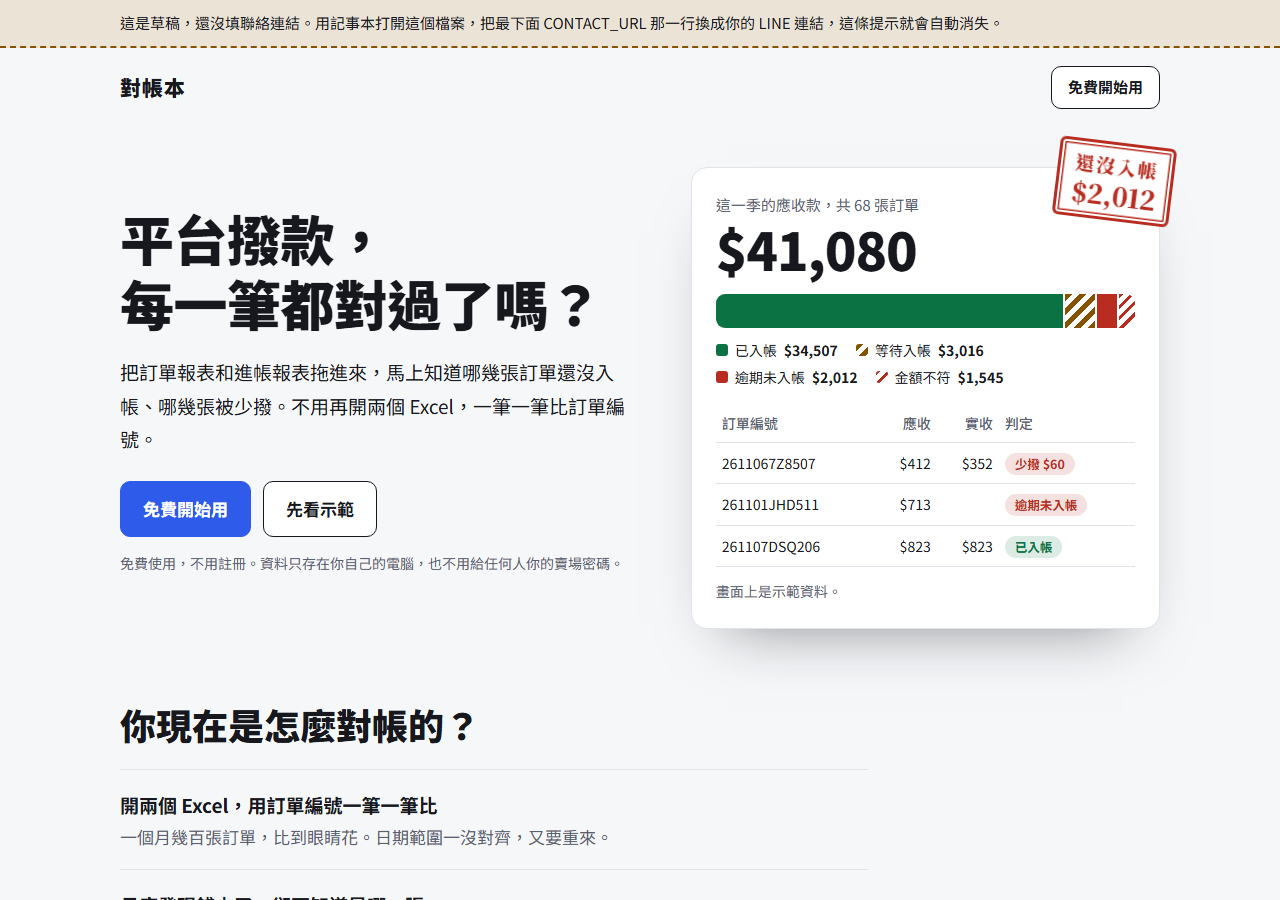 這是草稿，還沒填聯絡連結。用記事本打開這個檔案，把最下面 CONTACT_URL 那一行換成你的 LINE 連結，這條提示就會自動消失。
對帳本
免費開始用
還沒入帳
$2,012
平台撥款，
每一筆都對過了嗎？
把訂單報表和進帳報表拖進來，馬上知道哪幾張訂單還沒入
帳、哪幾張被少撥。不用再開兩個 Excel，一筆一筆比訂單編
號。
免費開始用
先看示範
免費使用，不用註冊。資料只存在你自己的電腦，也不用給任何人你的賣場密碼。
這一季的應收款，共 68 張訂單
$41,080
已入帳 $34,507 等待入帳 $3,016
逾期未入帳 $2,012 金額不符 $1,545
訂單編號 應收 實收 判定
2611067Z8507 $412 $352 少撥 $60
261101JHD511 $713 逾期未入帳
261107DSQ206 $823 $823 已入帳
畫面上是示範資料。
你現在是怎麼對帳的？
開兩個 Excel，用訂單編號一筆一筆比
一個月幾百張訂單，比到眼睛花。日期範圍一沒對齊，又要重來。